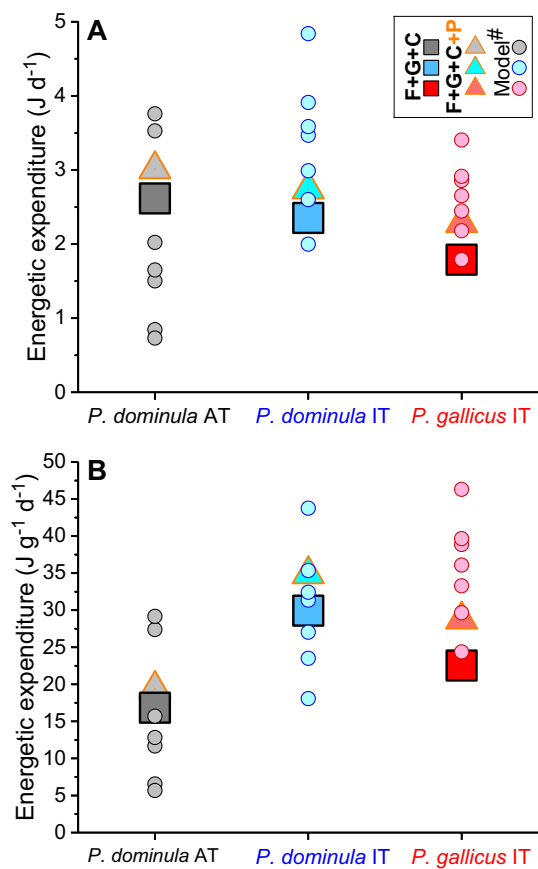 A
F+G+C
F+G+C+P
Model#
Energetic expenditure (J d-1)
5
4
3
2
1
0
P. dominula AT P. dominula IT P. gallicus IT
B
Energetic expenditure (J g-1 d-1)
50
45
40
35
30
25
20
15
10
5
0
P. dominula AT P. dominula IT P. gallicus IT